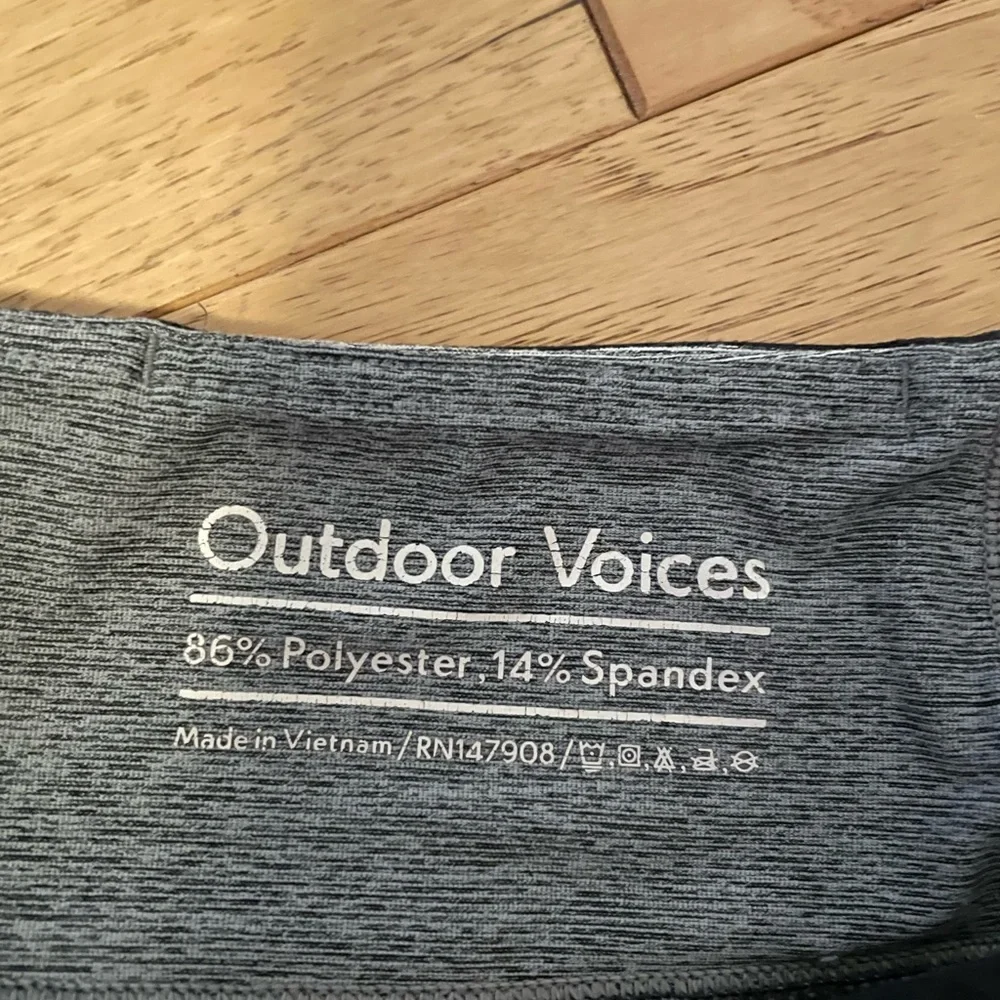 Outdoor Voices
86% Polyester, 14% Spandex
Made in Vietnam/RN147908/